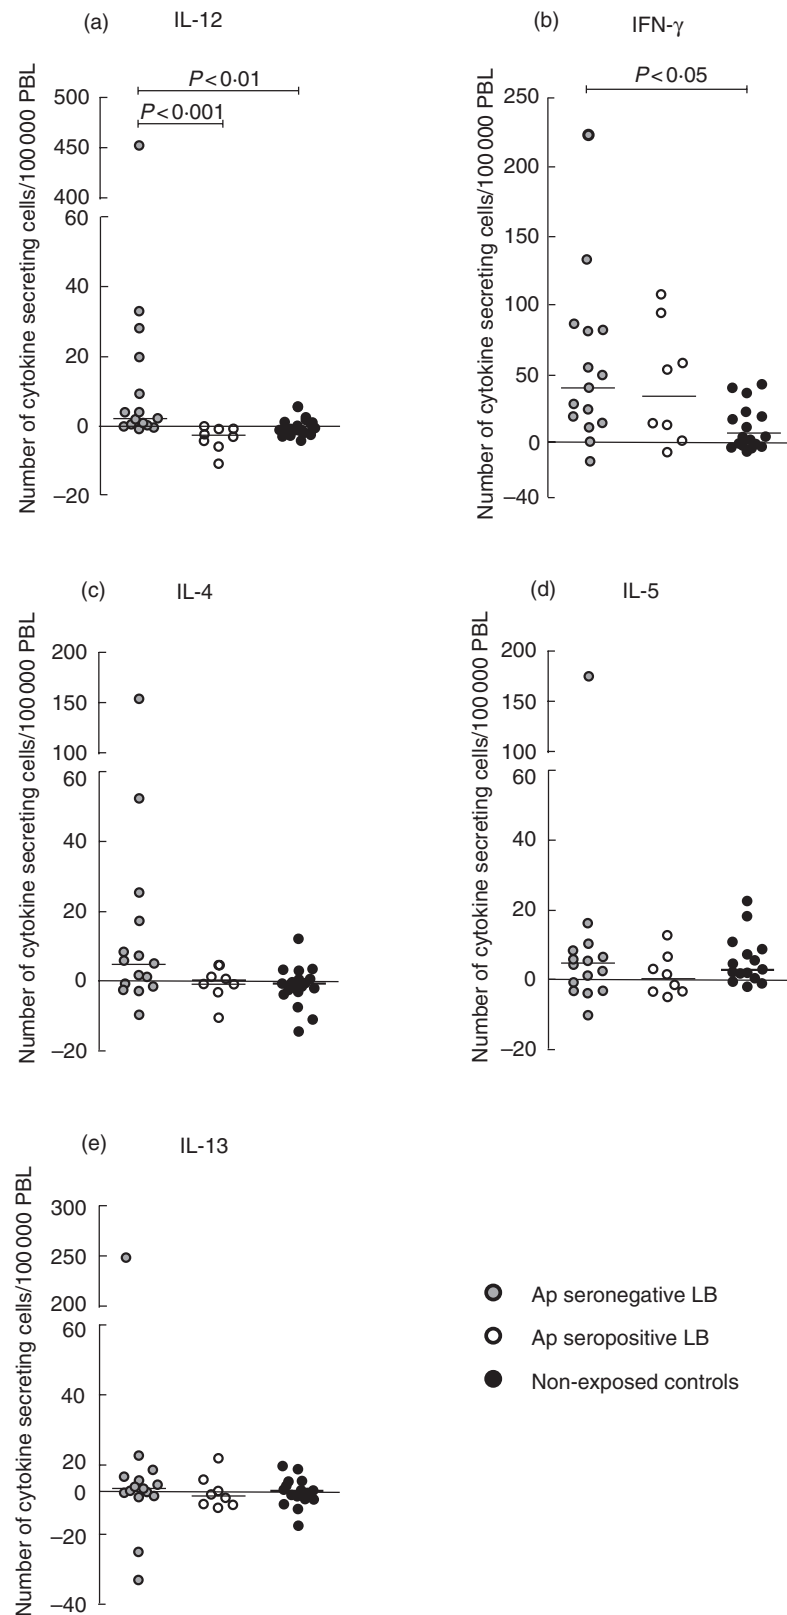 (a) IL-12
Number of cytokine secreting cells/100 000 PBL
500
450
400
60
40
20
0
–20
P < 0·01
P < 0·001
(b) IFN-γ
Number of cytokine secreting cells/100 000 PBL
250
200
150
100
50
0
–40
P < 0·05
(c) IL-4
Number of cytokine secreting cells/100 000 PBL
200
150
100
60
40
20
0
–20
(d) IL-5
Number of cytokine secreting cells/100 000 PBL
200
150
100
60
40
20
0
–20
(e) IL-13
Number of cytokine secreting cells/100 000 PBL
300
250
200
60
40
20
0
–20
–40
Ap seronegative LB
Ap seropositive LB
Non-exposed controls